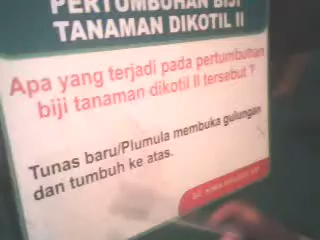 PERTUMBUHAN BIJI
TANAMAN DIKOTIL II
Apa yang terjadi pada pertumbuhan
biji tanaman dikotil II tersebut ?
Tunas baru/Plumula membuka gulungan
dan tumbuh ke atas.